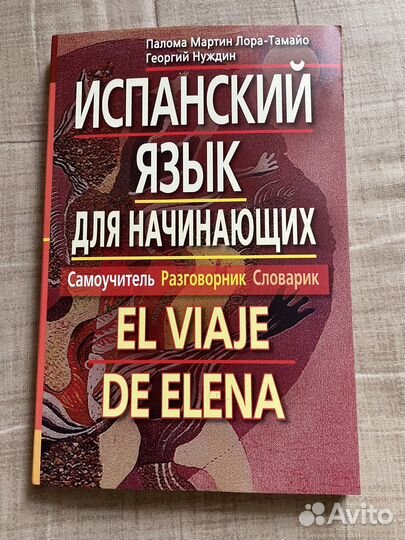 Палома Мартин Лора-Тамайо
Георгий Нуждин
ИСПАНСКИЙ
ЯЗЫК
ДЛЯ НАЧИНАЮЩИХ
Самоучитель Разговорник Словарик
EL VIAJE
DE ELENA
Avito